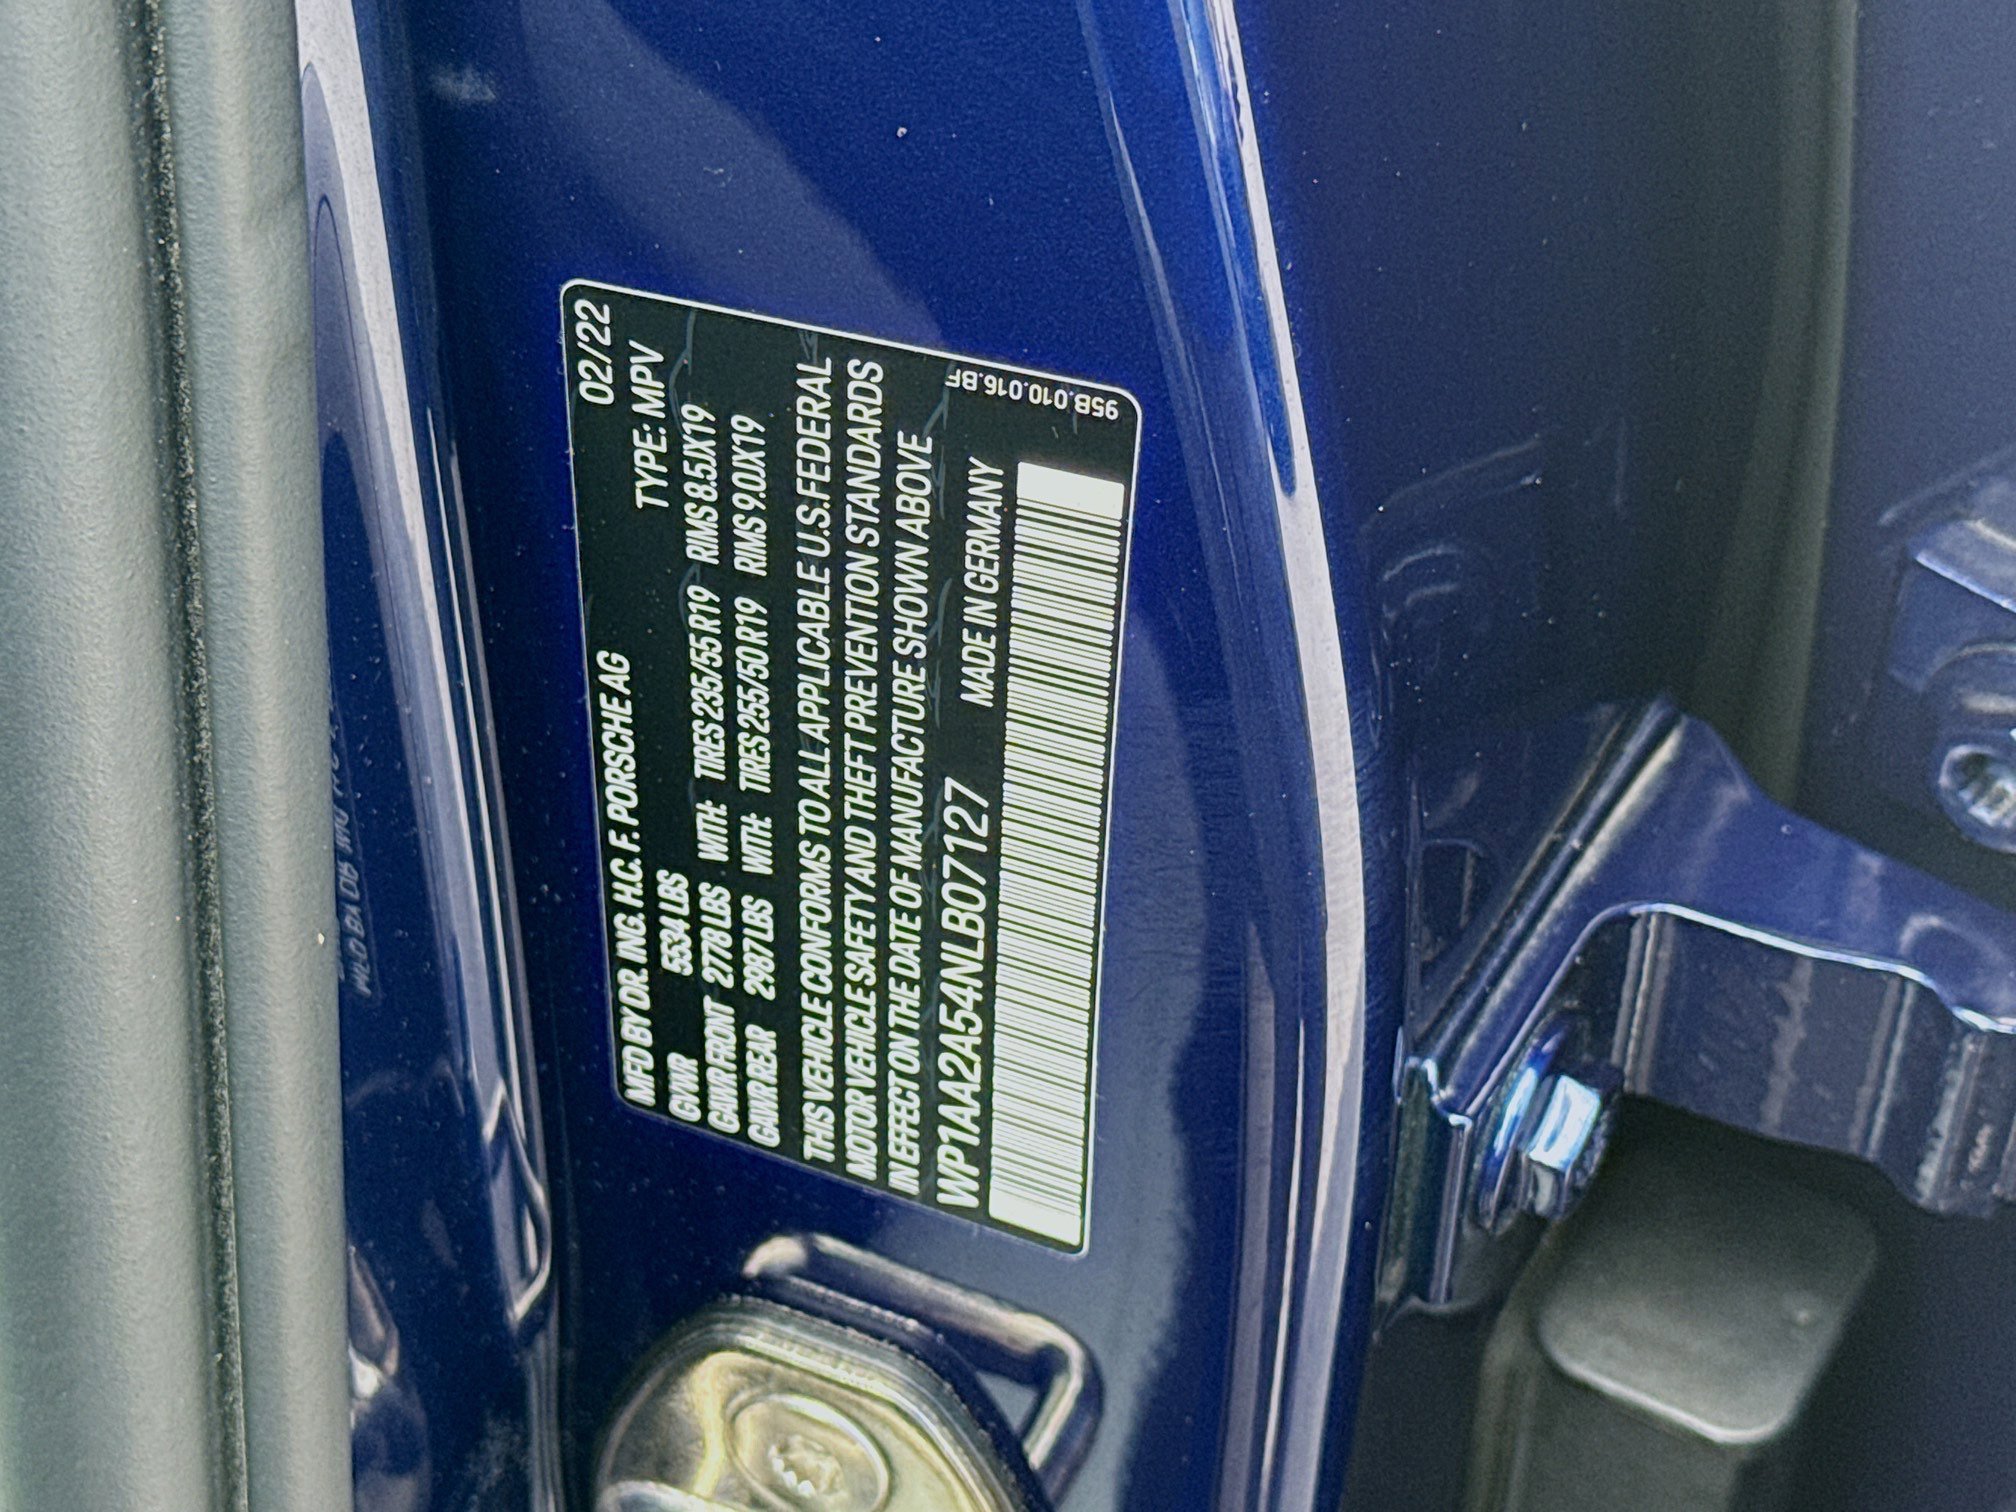 02/22
MFD BY DR. ING. H.C. F. PORSCHE AG
TYPE: MPV
GVWR 5534 LBS
GAWR FRONT 2778 LBS WITH: TIRES 235/55 R19 RIMS 8.5JX19
GAWR REAR 2987 LBS WITH: TIRES 255/50 R19 RIMS 9.0JX19
THIS VEHICLE CONFORMS TO ALL APPLICABLE U.S. FEDERAL
MOTOR VEHICLE SAFETY AND THEFT PREVENTION STANDARDS
IN EFFECT ON THE DATE OF MANUFACTURE SHOWN ABOVE
WP1AA2A54NLB07127 MADE IN GERMANY
95B.010.016.BF